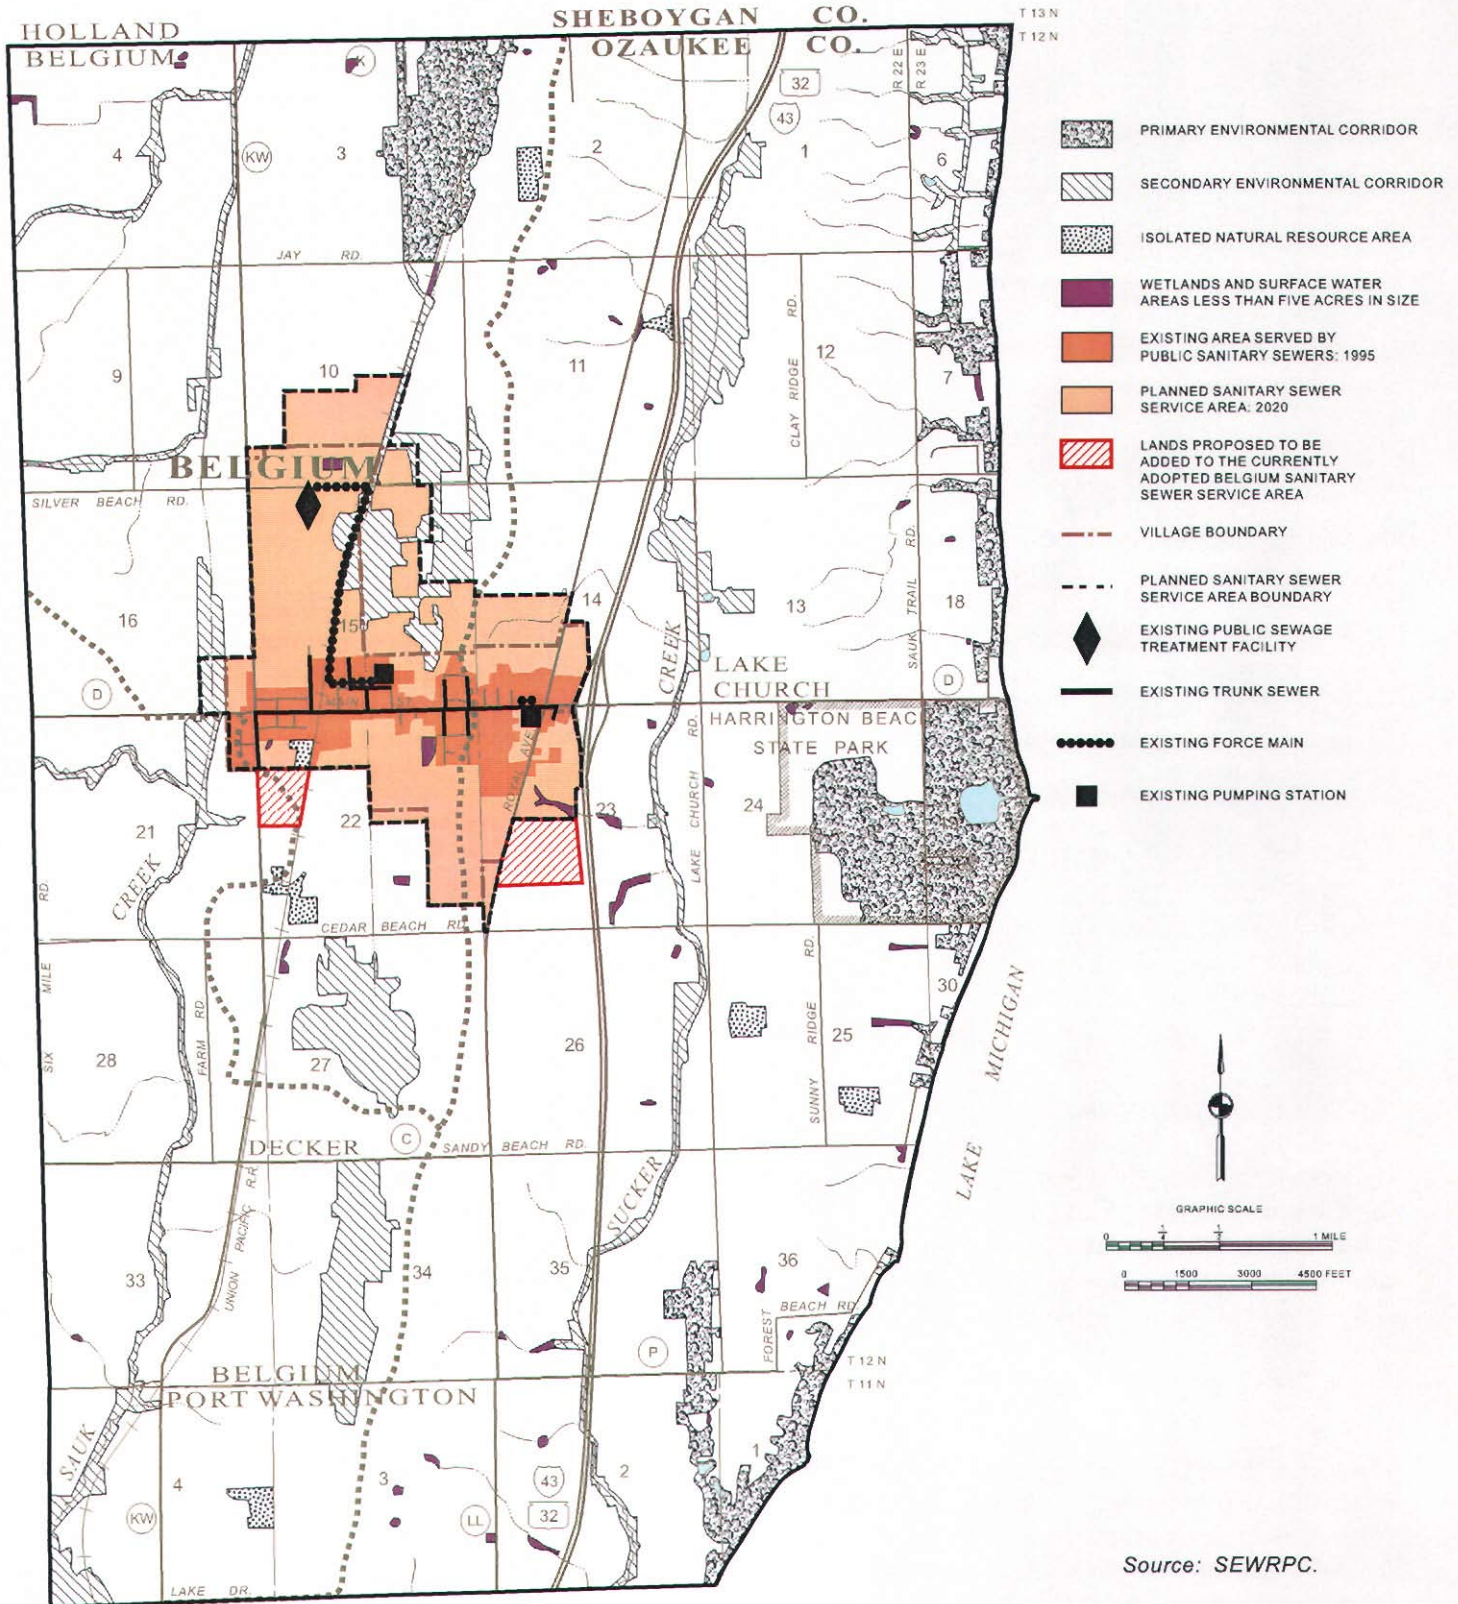 SHEBOYGAN CO.
OZAUKEE CO.
HOLLAND
BELGIUM
T 13 N
T 12 N
R 22 E
R 23 E
32
43
K
KW
4
3
2
1
6
JAY RD.
9
10
11
12
7
CLAY RIDGE RD.
BELGIUM
SILVER BEACH RD.
16
15
14
13
18
SAUK TRAIL RD.
D
D
LAKE
CHURCH
CREEK
MAIN ST.
HARRINGTON BEACH
STATE PARK
ROYAL AVE.
LAKE CHURCH RD.
21
22
23
24
CREEK
CEDAR BEACH RD.
SIX MILE RD.
FARM RD.
28
27
26
25
30
SUNNY RIDGE RD.
LAKE MICHIGAN
DECKER
C
SANDY BEACH RD.
SUCKER
UNION PACIFIC R.R.
33
34
35
36
FOREST BEACH RD.
P
T 12 N
T 11 N
BELGIUM
PORT WASHINGTON
SAUK
4
3
2
1
43
32
KW
LL
LAKE DR.
PRIMARY ENVIRONMENTAL CORRIDOR
SECONDARY ENVIRONMENTAL CORRIDOR
ISOLATED NATURAL RESOURCE AREA
WETLANDS AND SURFACE WATER
AREAS LESS THAN FIVE ACRES IN SIZE
EXISTING AREA SERVED BY
PUBLIC SANITARY SEWERS: 1995
PLANNED SANITARY SEWER
SERVICE AREA: 2020
LANDS PROPOSED TO BE
ADDED TO THE CURRENTLY
ADOPTED BELGIUM SANITARY
SEWER SERVICE AREA
VILLAGE BOUNDARY
PLANNED SANITARY SEWER
SERVICE AREA BOUNDARY
EXISTING PUBLIC SEWAGE
TREATMENT FACILITY
EXISTING TRUNK SEWER
EXISTING FORCE MAIN
EXISTING PUMPING STATION
GRAPHIC SCALE
0 1/4 1/2 1 MILE
0 1500 3000 4500 FEET
Source: SEWRPC.